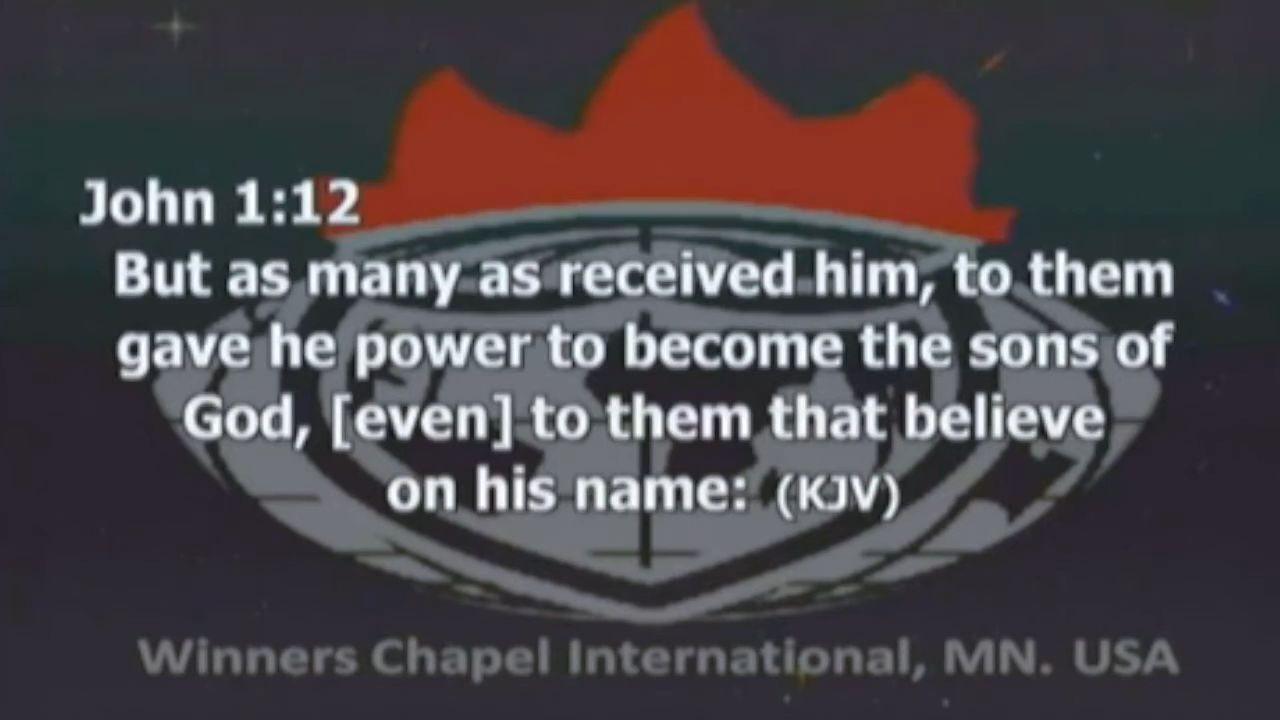 John 1:12
But as many as received him, to them
gave he power to become the sons of
God, [even] to them that believe
on his name: (KJV)
Winners Chapel International, MN. USA